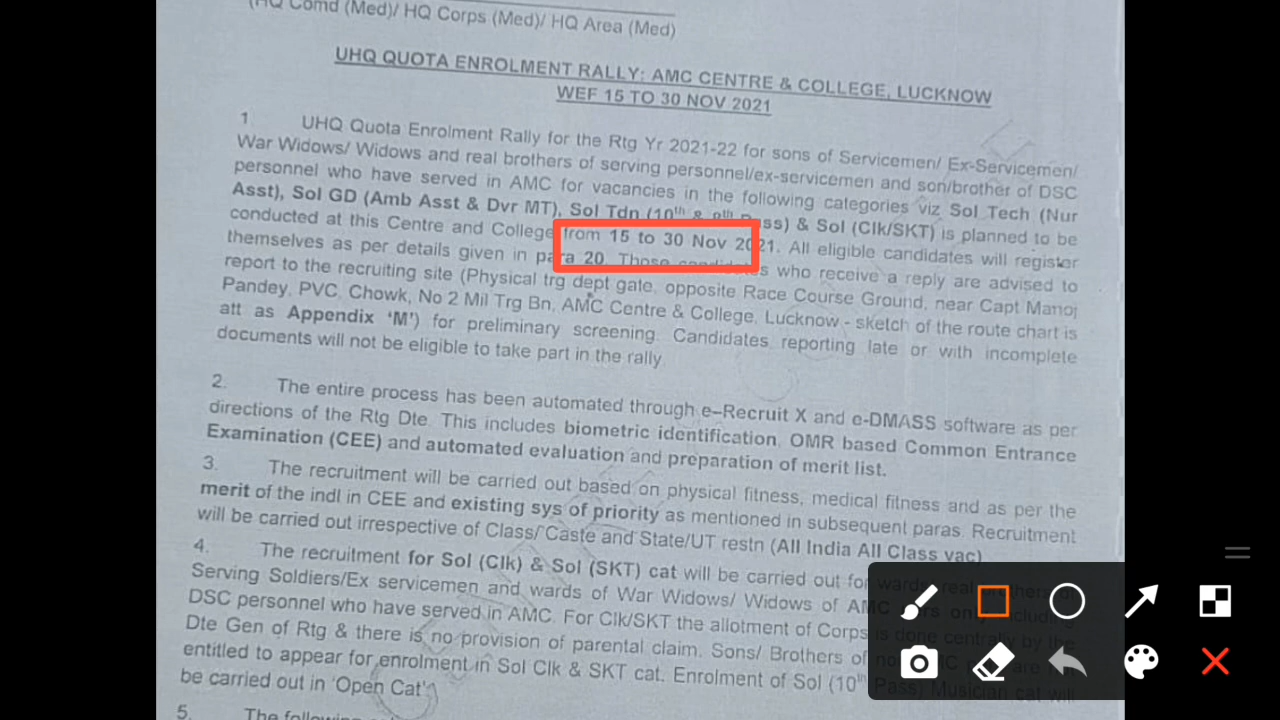 (HQ Comd (Med)/ HQ Corps (Med)/ HQ Area (Med)
UHQ QUOTA ENROLMENT RALLY: AMC CENTRE & COLLEGE, LUCKNOW
WEF 15 TO 30 NOV 2021
1 UHQ Quota Enrolment Rally for the Rtg Yr 2021-22 for sons of Servicemen/ Ex-Servicemen/
War Widows/ Widows and real brothers of serving personnel/ex-servicemen and son/brother of DSC
personnel who have served in AMC for vacancies in the following categories viz Sol Tech (Nur
Asst), Sol GD (Amb Asst & Dvr MT), Sol Tdn (10th & 8th Pass) & Sol (Clk/SKT) is planned to be
conducted at this Centre and College from 15 to 30 Nov 2021. All eligible candidates will register
themselves as per details given in para 20. Those candidates who receive a reply are advised to
report to the recruiting site (Physical trg dept gate, opposite Race Course Ground, near Capt Manoj
Pandey, PVC, Chowk, No 2 Mil Trg Bn, AMC Centre & College, Lucknow - sketch of the route chart is
att as Appendix 'M') for preliminary screening. Candidates reporting late or with incomplete
documents will not be eligible to take part in the rally.
2. The entire process has been automated through e–Recruit X and e-DMASS software as per
directions of the Rtg Dte. This includes biometric identification, OMR based Common Entrance
Examination (CEE) and automated evaluation and preparation of merit list.
3. The recruitment will be carried out based on physical fitness, medical fitness and as per the
merit of the indl in CEE and existing sys of priority as mentioned in subsequent paras. Recruitment
will be carried out irrespective of Class/ Caste and State/UT restn (All India All Class vac)
4. The recruitment for Sol (Clk) & Sol (SKT) cat will be carried out for wards/ real brothers of
Serving Soldiers/Ex servicemen and wards of War Widows/ Widows of AMC
DSC personnel who have served in AMC. For Clk/SKT the allotment of Corps is done centrally by the
Dte Gen of Rtg & there is no provision of parental claim. Sons/ Brothers of
entitled to appear for enrolment in Sol Clk & SKT cat. Enrolment of Sol (10th Pass) Musician cat will
be carried out in 'Open Cat'.
5. The following